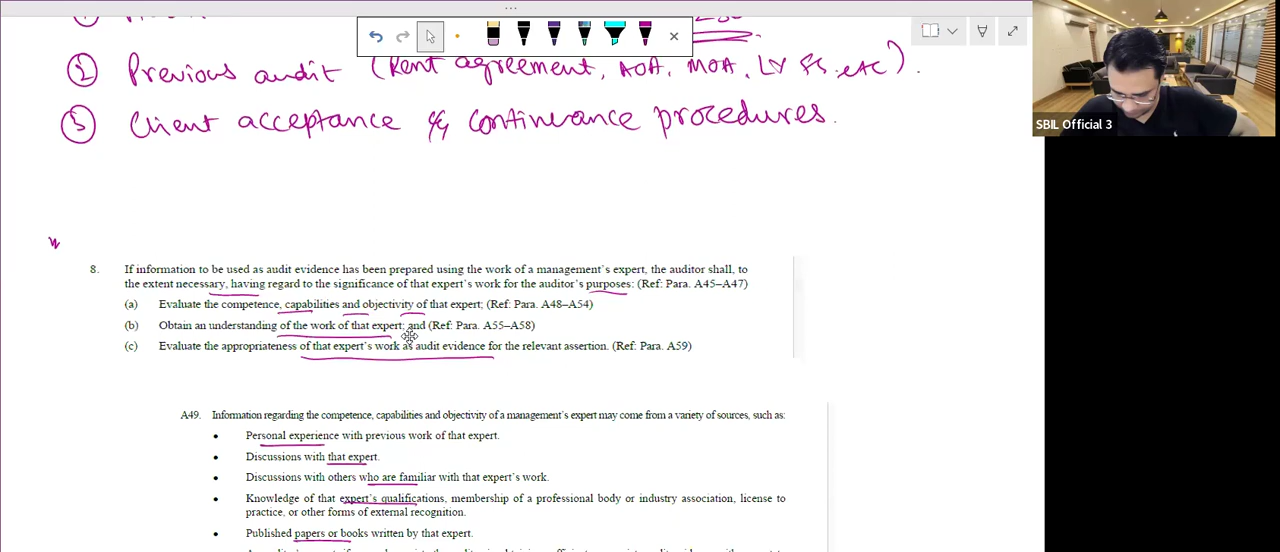 ② Previous audit (Rent agreement, AOA, MOA, LY FS, etc).
SBIL Official 3
③ Client acceptance & continuance procedures.
8. If information to be used as audit evidence has been prepared using the work of a management's expert, the auditor shall, to
the extent necessary, having regard to the significance of that expert's work for the auditor's purposes: (Ref: Para. A45–A47)
(a) Evaluate the competence, capabilities and objectivity of that expert; (Ref: Para. A48–A54)
(b) Obtain an understanding of the work of that expert; and (Ref: Para. A55–A58)
(c) Evaluate the appropriateness of that expert's work as audit evidence for the relevant assertion. (Ref: Para. A59)
A49. Information regarding the competence, capabilities and objectivity of a management's expert may come from a variety of sources, such as:
• Personal experience with previous work of that expert.
• Discussions with that expert.
• Discussions with others who are familiar with that expert's work.
• Knowledge of that expert's qualifications, membership of a professional body or industry association, license to
practice, or other forms of external recognition.
• Published papers or books written by that expert.